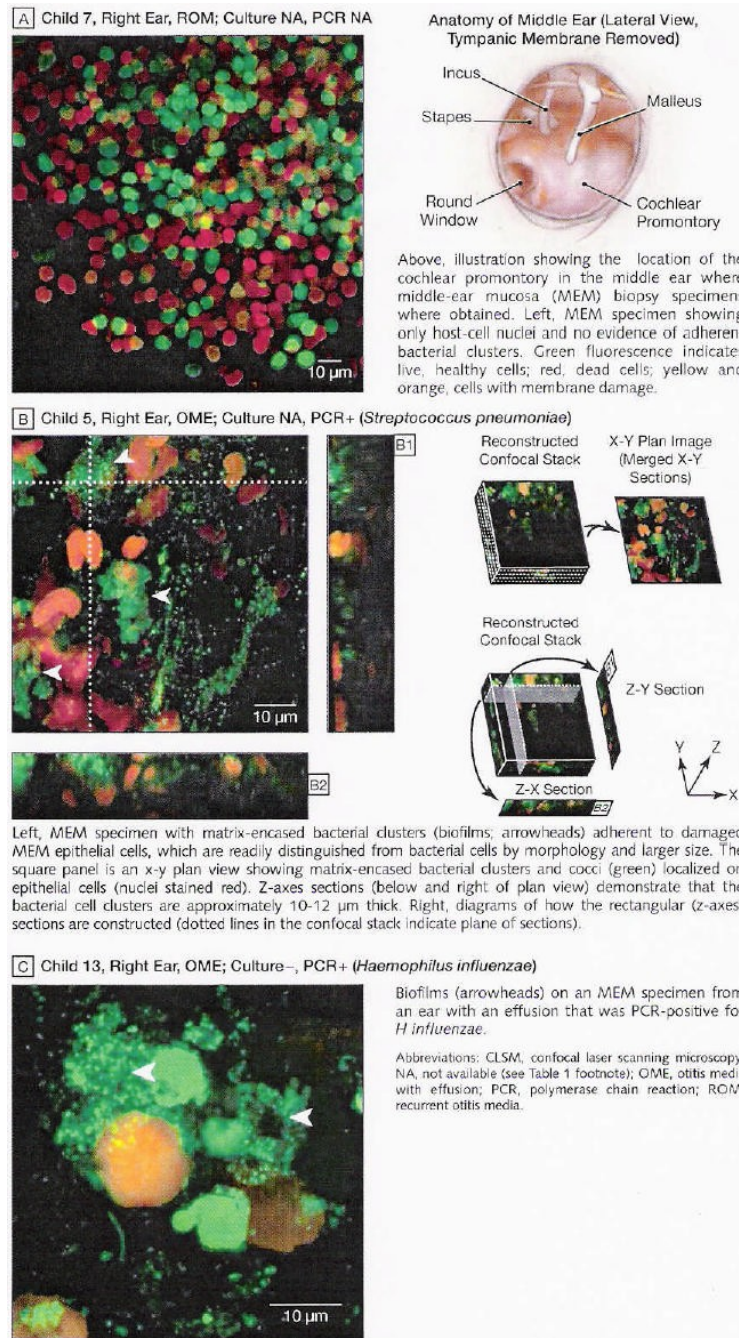 A Child 7, Right Ear, ROM; Culture NA, PCR NA
10 µm
Anatomy of Middle Ear (Lateral View,
Tympanic Membrane Removed)
Incus
Stapes
Malleus
Round
Window
Cochlear
Promontory
Above, illustration showing the location of the
cochlear promontory in the middle ear where
middle-ear mucosa (MEM) biopsy specimen
where obtained. Left, MEM specimen showing
only host-cell nuclei and no evidence of adheren
bacterial clusters. Green fluorescence indicate
live, healthy cells; red, dead cells; yellow and
orange, cells with membrane damage.
B Child 5, Right Ear, OME; Culture NA, PCR+ (Streptococcus pneumoniae)
10 µm
B1
B2
Reconstructed
Confocal Stack
X-Y Plan Image
(Merged X-Y
Sections)
Reconstructed
Confocal Stack
Z-Y Section
Z-X Section
B2
Y
Z
X
Left, MEM specimen with matrix-encased bacterial clusters (biofilms; arrowheads) adherent to damaged
MEM epithelial cells, which are readily distinguished from bacterial cells by morphology and larger size. The
square panel is an x-y plan view showing matrix-encased bacterial clusters and cocci (green) localized on
epithelial cells (nuclei stained red). Z-axes sections (below and right of plan view) demonstrate that the
bacterial cell clusters are approximately 10-12 µm thick. Right, diagrams of how the rectangular (z-axes
sections are constructed (dotted lines in the confocal stack indicate plane of sections).
C Child 13, Right Ear, OME; Culture−, PCR+ (Haemophilus influenzae)
10 µm
Biofilms (arrowheads) on an MEM specimen from
an ear with an effusion that was PCR-positive fo
H influenzae.
Abbreviations: CLSM, confocal laser scanning microscopy
NA, not available (see Table 1 footnote); OME, otitis medi
with effusion; PCR, polymerase chain reaction; ROM
recurrent otitis media.